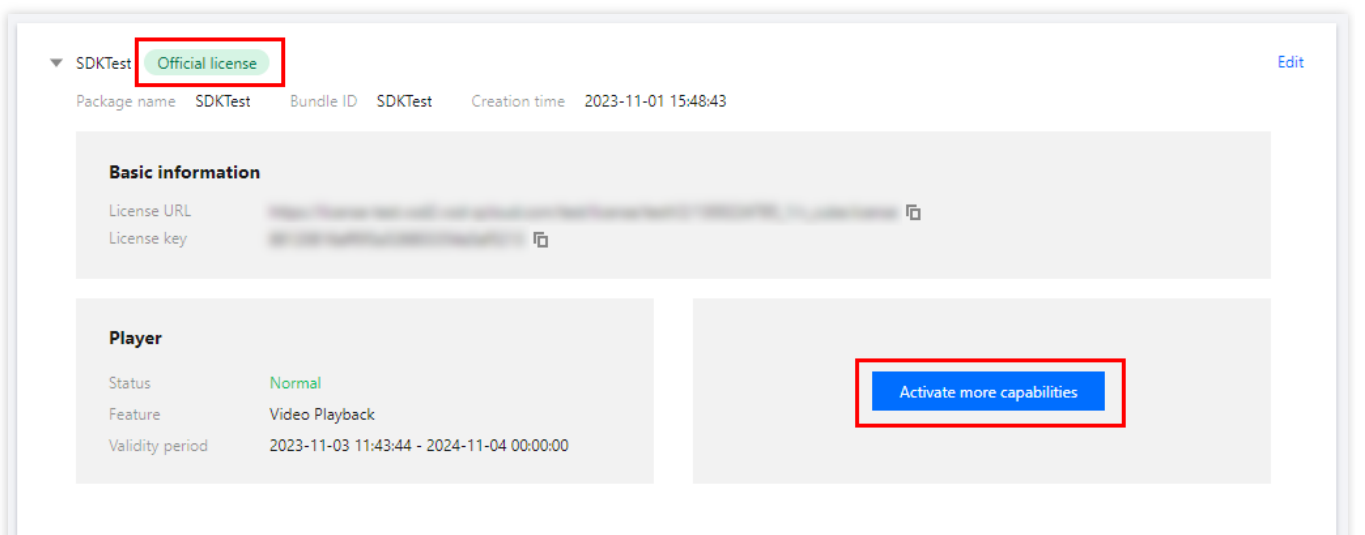 SDKTest Official license Edit
Package name SDKTest Bundle ID SDKTest Creation time 2023-11-01 15:48:43
Basic information
License URL
License key
Player
Status Normal
Feature Video Playback
Validity period 2023-11-03 11:43:44 - 2024-11-04 00:00:00
Activate more capabilities